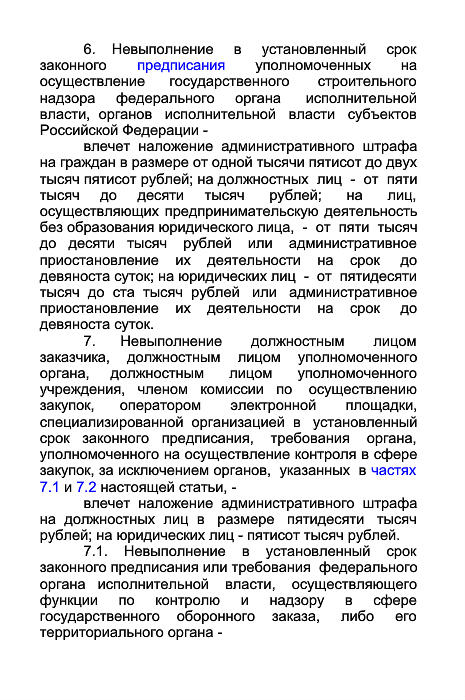 6. Невыполнение в установленный срок
законного предписания уполномоченных на
осуществление государственного строительного
надзора федерального органа исполнительной
власти, органов исполнительной власти субъектов
Российской Федерации -
влечет наложение административного штрафа
на граждан в размере от одной тысячи пятисот до двух
тысяч пятисот рублей; на должностных лиц - от пяти
тысяч до десяти тысяч рублей; на лиц,
осуществляющих предпринимательскую деятельность
без образования юридического лица, - от пяти тысяч
до десяти тысяч рублей или административное
приостановление их деятельности на срок до
девяноста суток; на юридических лиц - от пятидесяти
тысяч до ста тысяч рублей или административное
приостановление их деятельности на срок до
девяноста суток.
7. Невыполнение должностным лицом
заказчика, должностным лицом уполномоченного
органа, должностным лицом уполномоченного
учреждения, членом комиссии по осуществлению
закупок, оператором электронной площадки,
специализированной организацией в установленный
срок законного предписания, требования органа,
уполномоченного на осуществление контроля в сфере
закупок, за исключением органов, указанных в частях
7.1 и 7.2 настоящей статьи, -
влечет наложение административного штрафа
на должностных лиц в размере пятидесяти тысяч
рублей; на юридических лиц - пятисот тысяч рублей.
7.1. Невыполнение в установленный срок
законного предписания или требования федерального
органа исполнительной власти, осуществляющего
функции по контролю и надзору в сфере
государственного оборонного заказа, либо его
территориального органа -